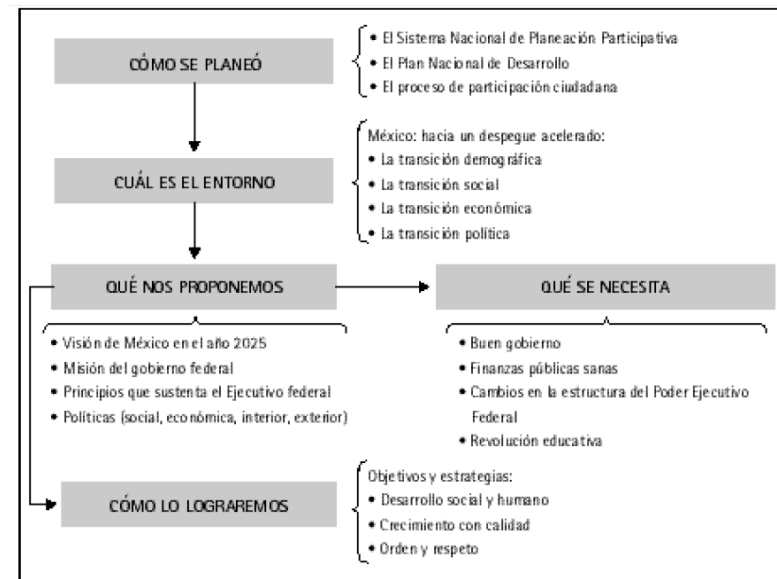 CÓMO SE PLANEÓ
• El Sistema Nacional de Planeación Participativa
• El Plan Nacional de Desarrollo
• El proceso de participación ciudadana
CUÁL ES EL ENTORNO
México: hacia un despegue acelerado:
• La transición demográfica
• La transición social
• La transición económica
• La transición política
QUÉ NOS PROPONEMOS
• Visión de México en el año 2025
• Misión del gobierno federal
• Principios que sustenta el Ejecutivo federal
• Políticas (social, económica, interior, exterior)
QUÉ SE NECESITA
• Buen gobierno
• Finanzas públicas sanas
• Cambios en la estructura del Poder Ejecutivo
Federal
• Revolución educativa
CÓMO LO LOGRAREMOS
Objetivos y estrategias:
• Desarrollo social y humano
• Crecimiento con calidad
• Orden y respeto